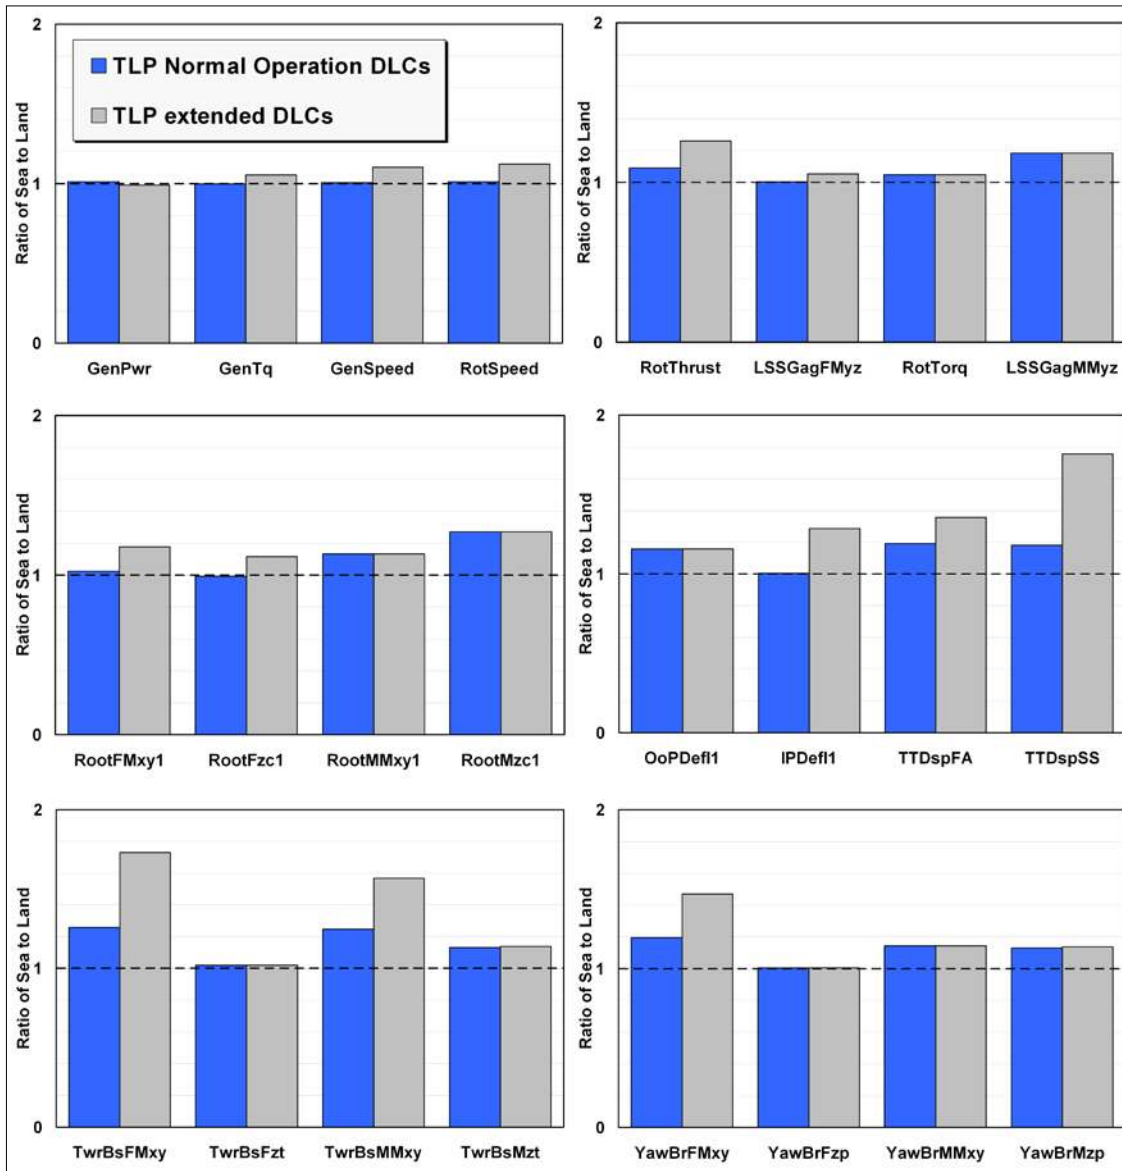 2
TLP Normal Operation DLCs
TLP extended DLCs
1
0
Ratio of Sea to Land
GenPwr GenTq GenSpeed RotSpeed
2
1
0
Ratio of Sea to Land
RotThrust LSSGagFMyz RotTorq LSSGagMMyz
2
1
0
Ratio of Sea to Land
RootFMxy1 RootFzc1 RootMMxy1 RootMzc1
2
1
0
Ratio of Sea to Land
OoPDefl1 IPDefl1 TTDspFA TTDspSS
2
1
0
Ratio of Sea to Land
TwrBsFMxy TwrBsFzt TwrBsMMxy TwrBsMzt
2
1
0
Ratio of Sea to Land
YawBrFMxy YawBrFzp YawBrMMxy YawBrMzp